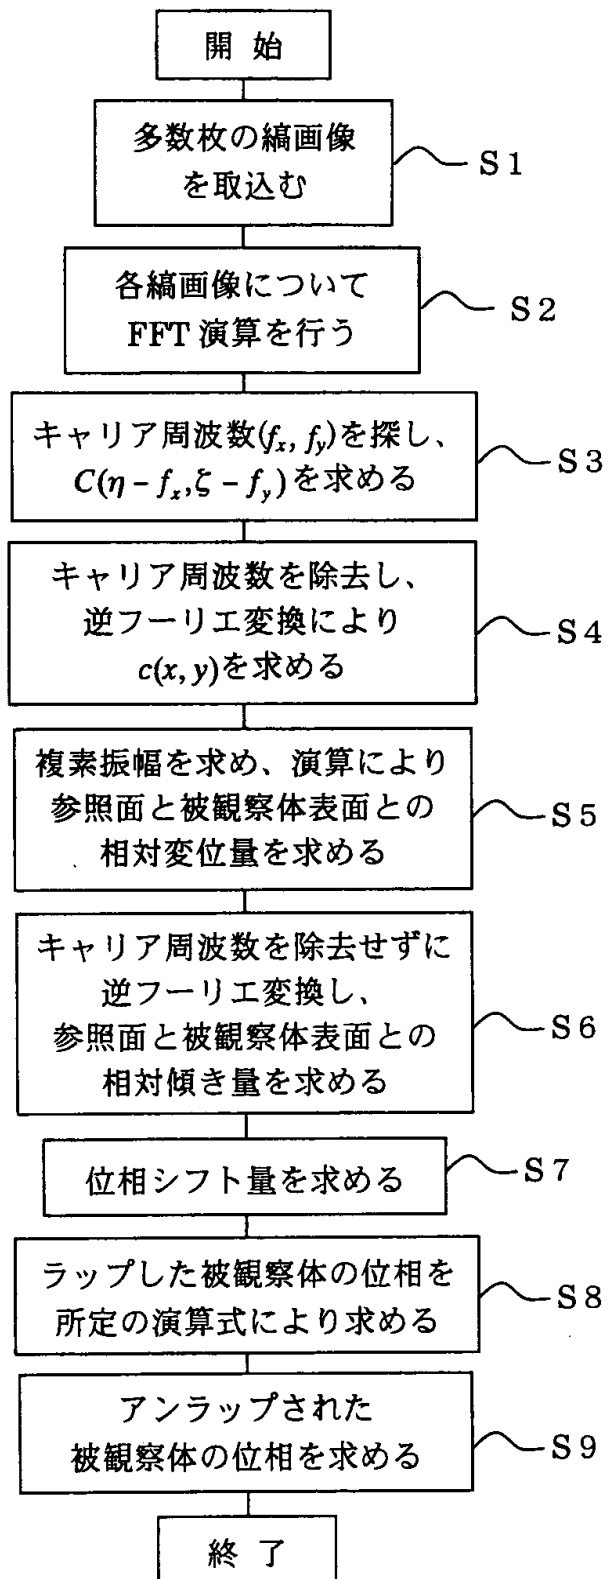 開 始
多数枚の縞画像
を取込む
S1
各縞画像について
FFT 演算を行う
S2
キャリア周波数(fx, fy)を探し、
C(η − fx, ζ − fy)を求める
S3
キャリア周波数を除去し、
逆フーリエ変換により
c(x, y)を求める
S4
複素振幅を求め、演算により
参照面と被観察体表面との
相対変位量を求める
S5
キャリア周波数を除去せずに
逆フーリエ変換し、
参照面と被観察体表面との
相対傾き量を求める
S6
位相シフト量を求める
S7
ラップした被観察体の位相を
所定の演算式により求める
S8
アンラップされた
被観察体の位相を求める
S9
終 了